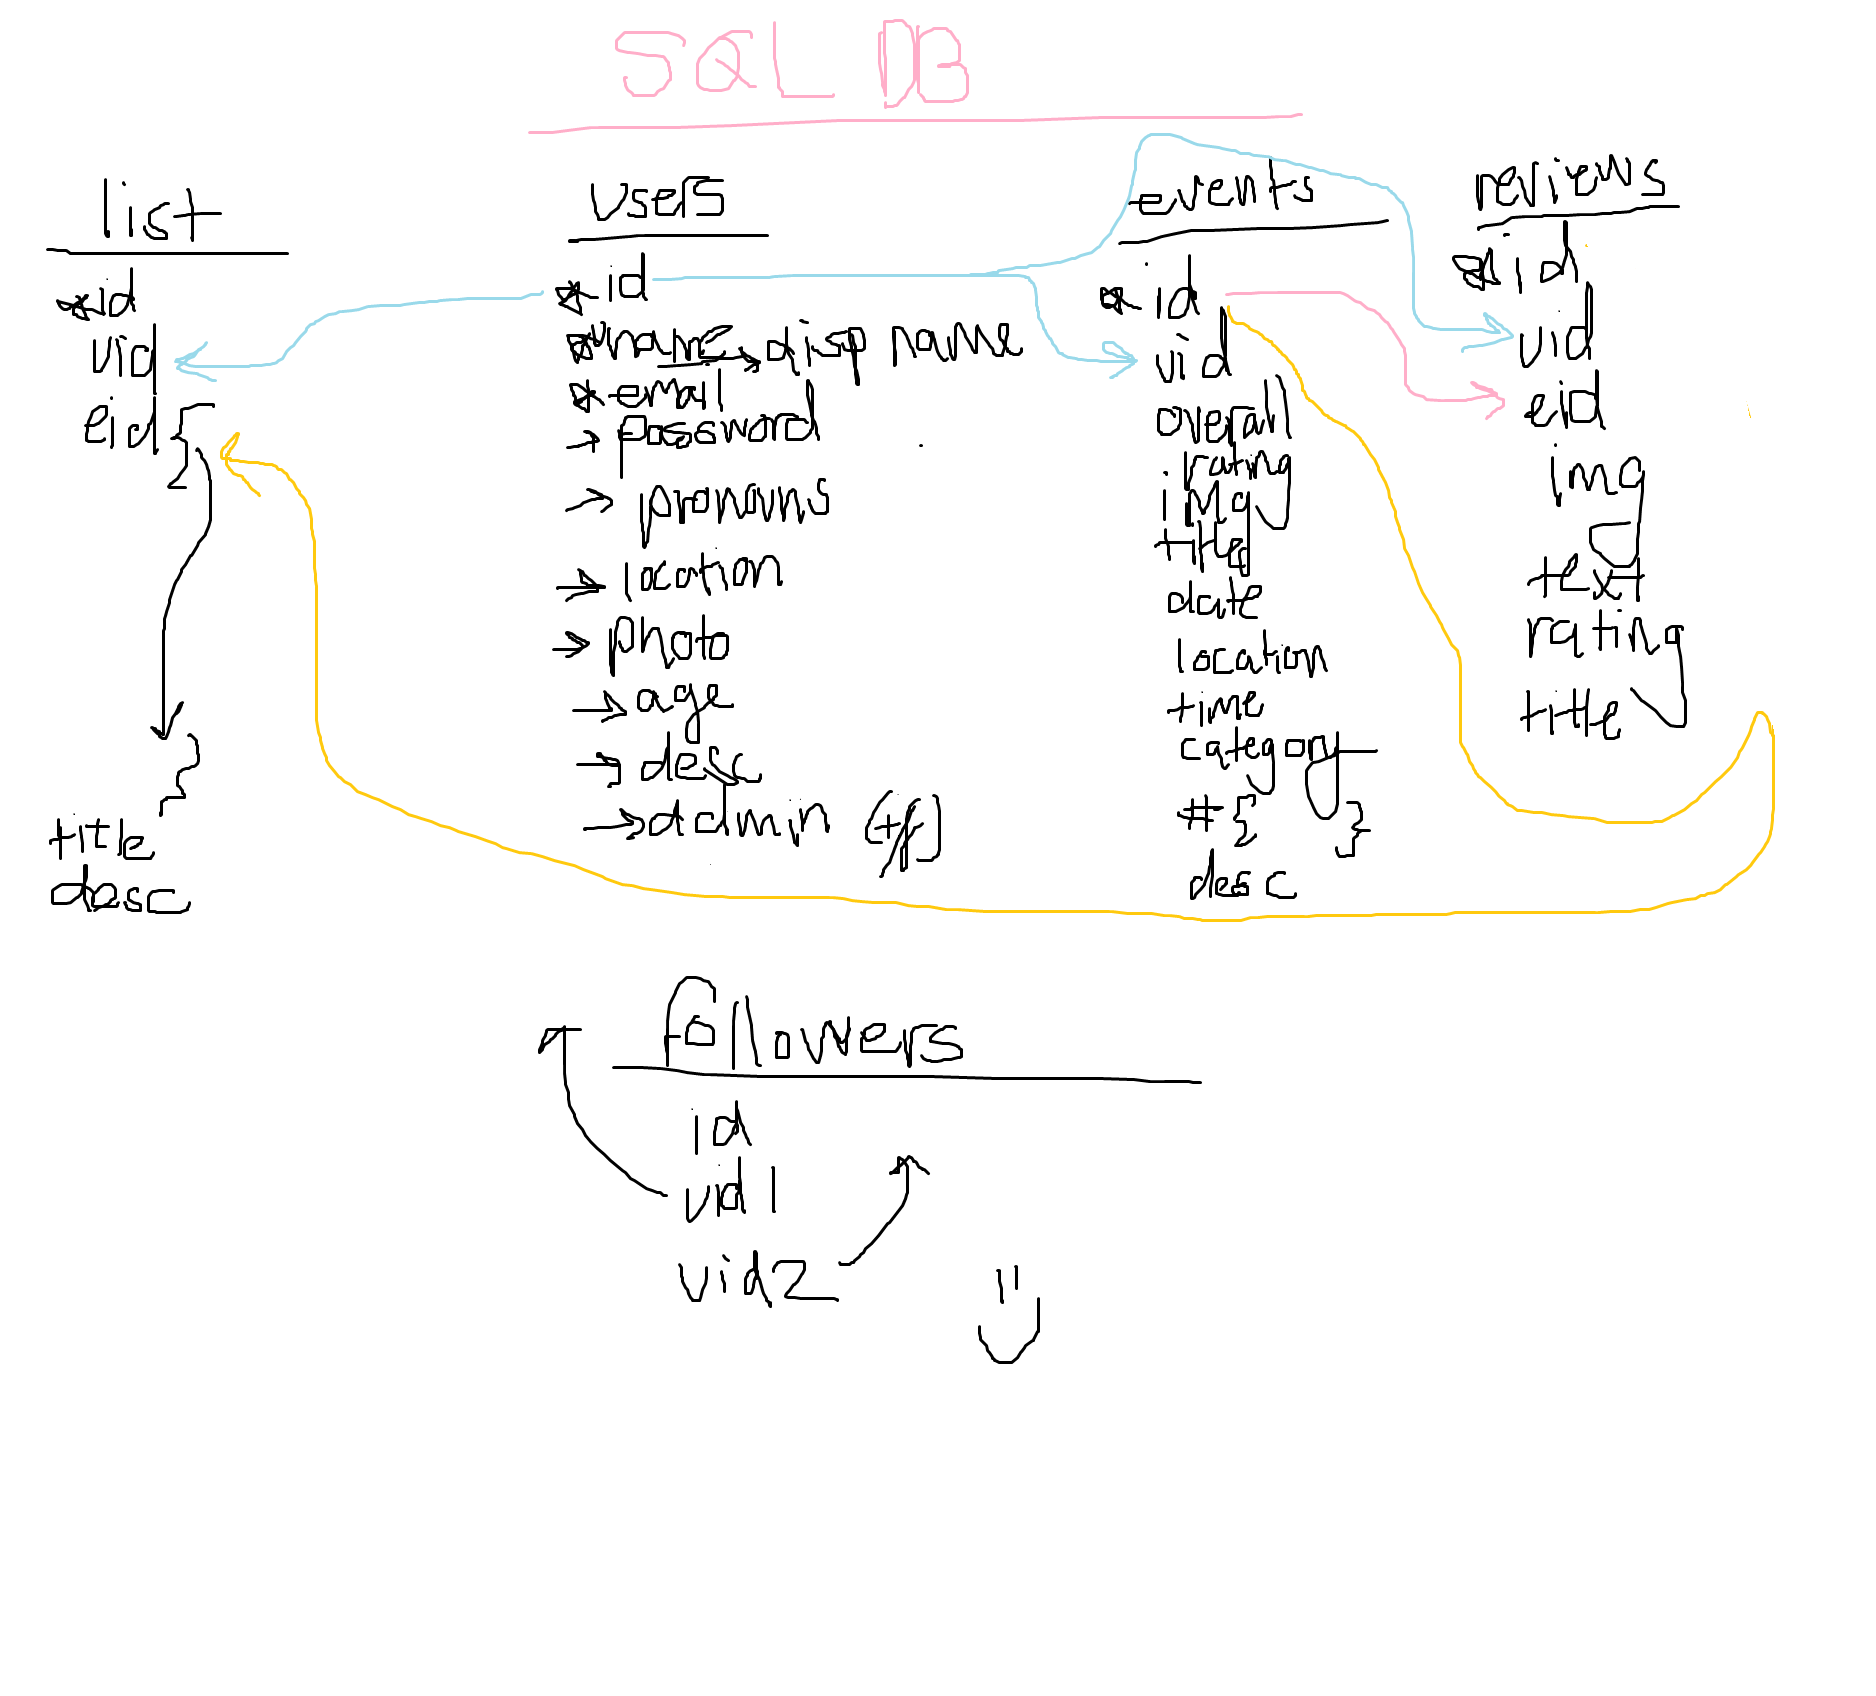 SQL DB
list
*id
uid
eid {
}
title
desc
users
*id
*uname → disp name
*email
→ password
→ pronouns
→ location
→ photo
→ age
→ desc
→ admin (t/f)
events
*id
uid
overall
rating
img
title
date
location
time
category
#{ }
desc
reviews
*id
uid
eid
img
text
rating
title
followers
id
uid1
uid2